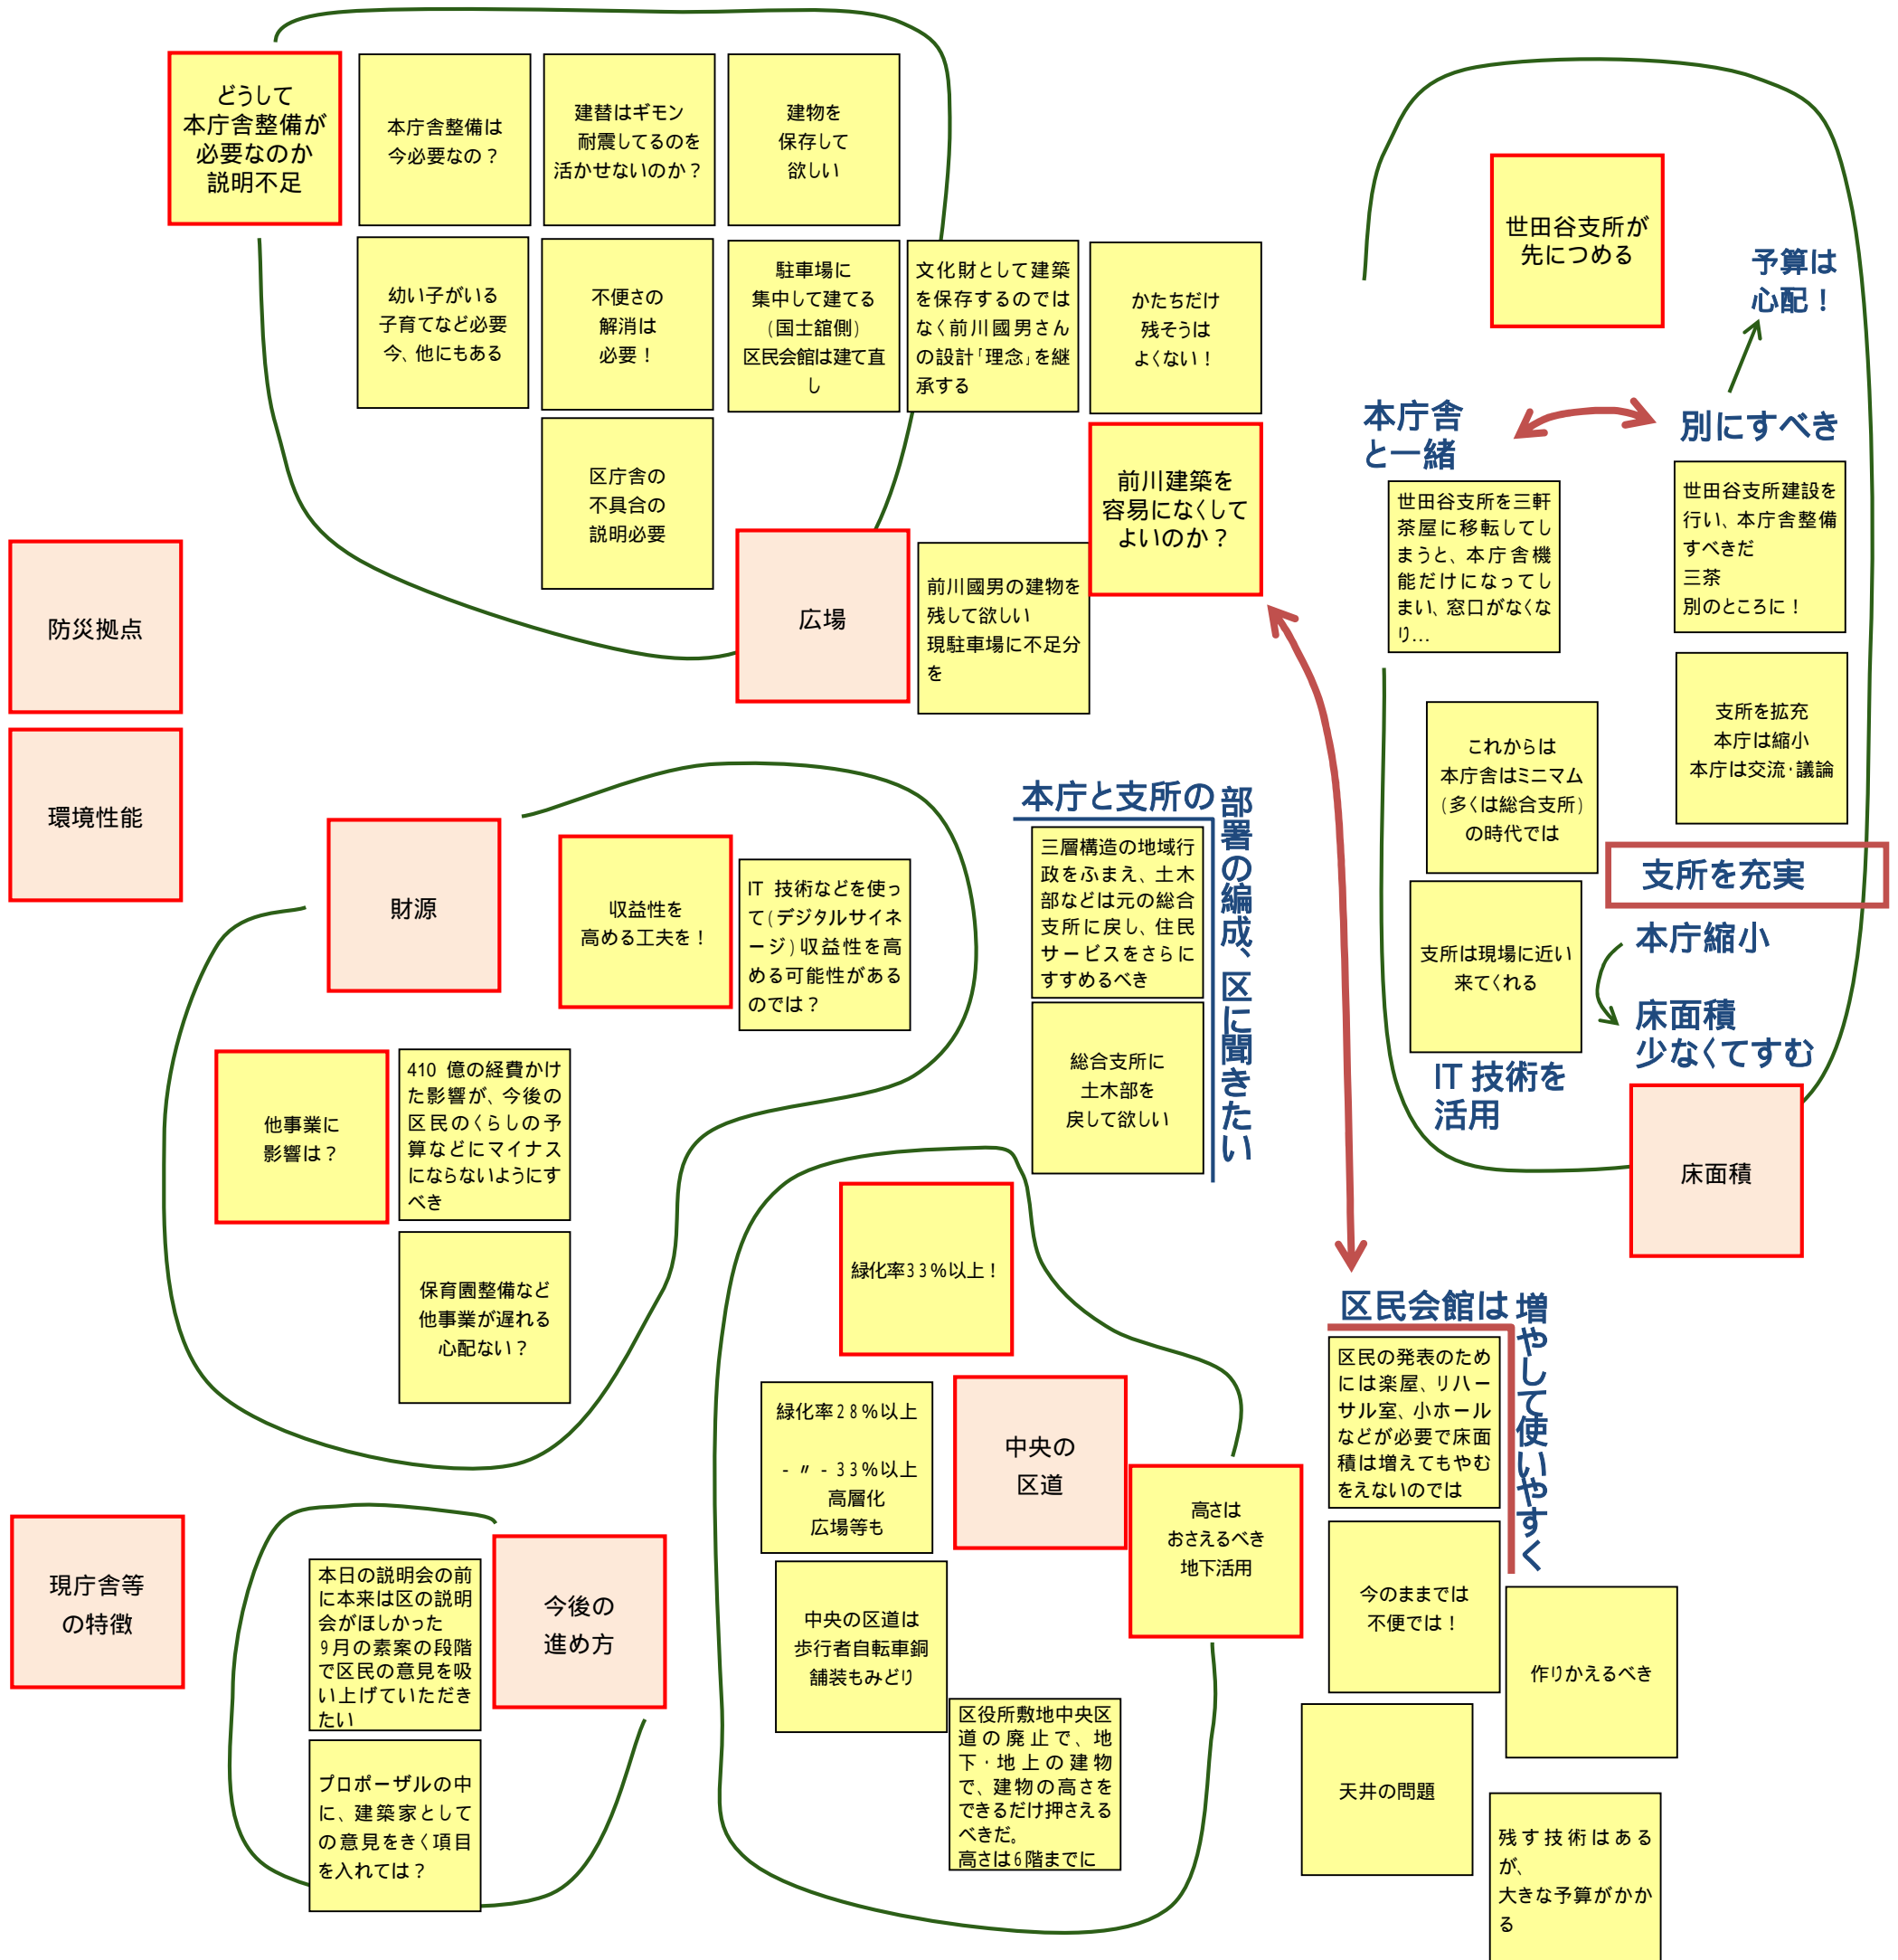 どうして
本庁舎整備が
必要なのか
説明不足
本庁舎整備は
今必要なの？
建替はギモン
耐震してるのを
活かせないのか？
建物を
保存して
欲しい
幼い子がいる
子育てなど必要
今、他にもある
不便さの
解消は
必要！
駐車場に
集中して建てる
(国士舘側)
区民会館は建て直
し
文化財として建築
を保存するのでは
なく前川國男さん
の設計「理念」を継
承する
かたちだけ
残そうは
よくない！
区庁舎の
不具合の
説明必要
広場
前川國男の建物を
残して欲しい
現駐車場に不足分
を
前川建築を
容易になくして
よいのか？
世田谷支所が
先につめる
予算は
心配！
本庁舎
と一緒
別にすべき
世田谷支所を三軒
茶屋に移転してし
まうと、本庁舎機
能だけになってし
まい、窓口がなくな
り…
世田谷支所建設を
行い、本庁舎整備
すべきだ
三茶
別のところに！
これからは
本庁舎はミニマム
(多くは総合支所)
の時代では
支所を拡充
本庁は縮小
本庁は交流・議論
支所を充実
支所は現場に近い
来てくれる
本庁縮小
床面積
少なくてすむ
IT 技術を
活用
床面積
防災拠点
環境性能
財源
収益性を
高める工夫を！
IT 技術などを使っ
て(デジタルサイネ
ージ)収益性を高
める可能性がある
のでは？
他事業に
影響は？
410 億の経費かけ
た影響が、今後の
区民のくらしの予
算などにマイナス
にならないようにす
べき
保育園整備など
他事業が遅れる
心配ない？
本庁と支所の
部署の編成、区に聞きたい
三層構造の地域行
政をふまえ、土木
部などは元の総合
支所に戻し、住民
サービスをさらに
すすめるべき
総合支所に
土木部を
戻して欲しい
緑化率33%以上！
緑化率28%以上
-〃-33%以上
高層化
広場等も
中央の
区道
高さは
おさえるべき
地下活用
中央の区道は
歩行者自転車銅
舗装もみどり
区役所敷地中央区
道の廃止で、地
下・地上の建物
で、建物の高さを
できるだけ押さえる
べきだ。
高さは6階までに
区民会館は
増やして使いやすく
区民の発表のため
には楽屋、リハー
サル室、小ホール
などが必要で床面
積は増えてもやむ
をえないのでは
今のままでは
不便では！
作りかえるべき
天井の問題
残す技術はある
が、
大きな予算がかか
る
現庁舎等
の特徴
本日の説明会の前
に本来は区の説明
会がほしかった
9月の素案の段階
で区民の意見を吸
い上げていただき
たい
今後の
進め方
プロポーザルの中
に、建築家として
の意見をきく項目
を入れては？